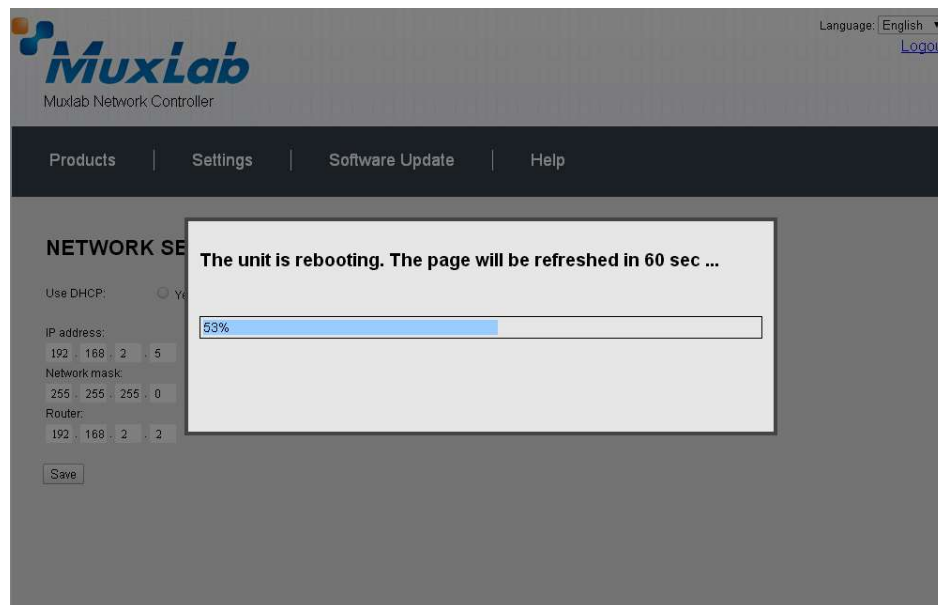 Language: English
MuxLab
Muxlab Network Controller
Products | Settings | Software Update | Help
NETWORK
The unit is rebooting. The page will be refreshed in 60 sec ...
Use DHCP:
53%
IP address:
192 . 168 . 2 . 5
Network mask:
255 . 255 . 255 . 0
Router:
192 . 168 . 2 . 2
Save